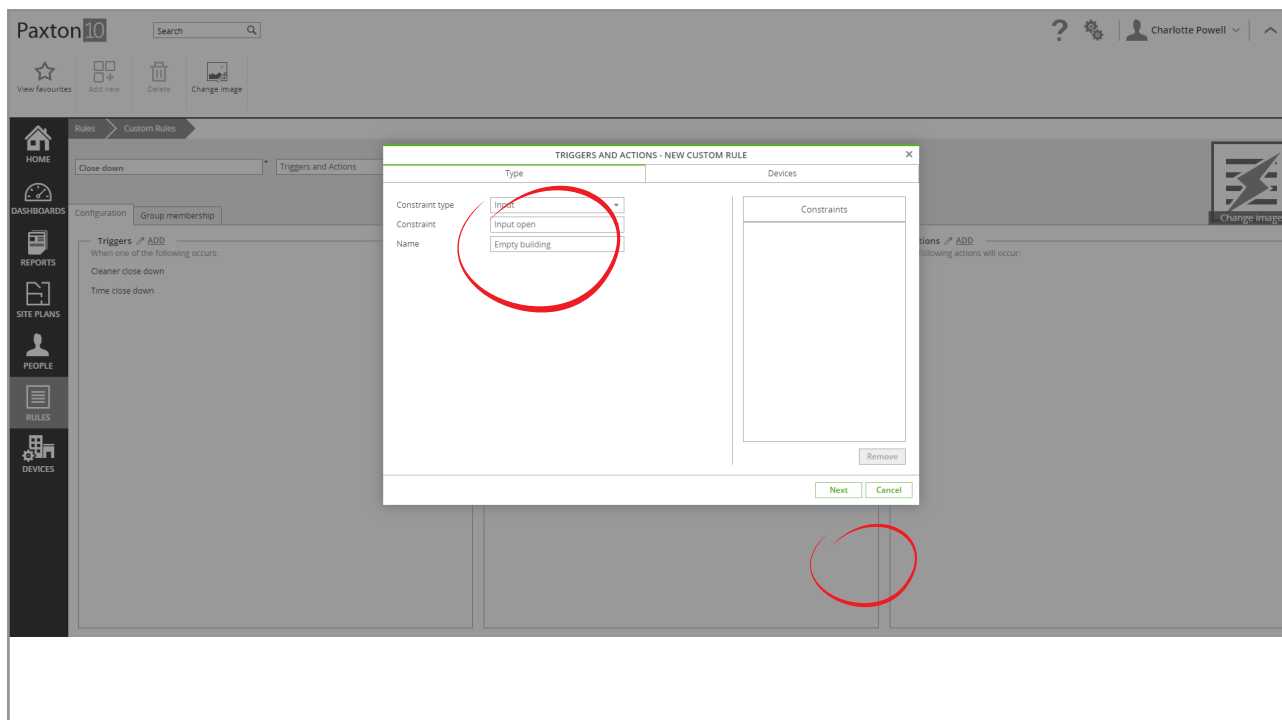 Paxton10
Search
Charlotte Powell
View favourites
Add new
Delete
Change image
Rules
Custom Rules
HOME
DASHBOARDS
REPORTS
SITE PLANS
PEOPLE
RULES
DEVICES
Close down
*
Triggers and Actions
Change image
Configuration
Group membership
Triggers ADD
When one of the following occurs:
Cleaner close down
Time close down
TRIGGERS AND ACTIONS - NEW CUSTOM RULE
Type
Devices
Constraint type
Input
Constraint
Input open
Name
Empty building
Constraints
Remove
Next
Cancel
ADD
following actions will occur: